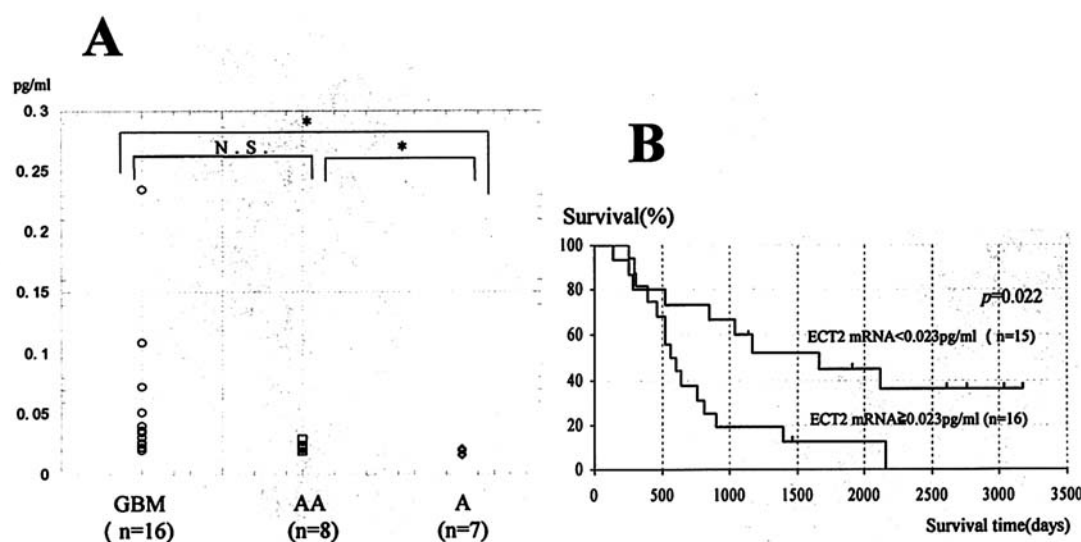 A
pg/ml
0.3
*
N.S.
*
0.25
0.2
0.15
0.1
0.05
0
GBM
( n=16)
AA
(n=8)
A
(n=7)
B
Survival(%)
100
80
60
40
20
0
p=0.022
ECT2 mRNA<0.023pg/ml ( n=15)
ECT2 mRNA≧0.023pg/ml (n=16)
0 500 1000 1500 2000 2500 3000 3500
Survival time(days)